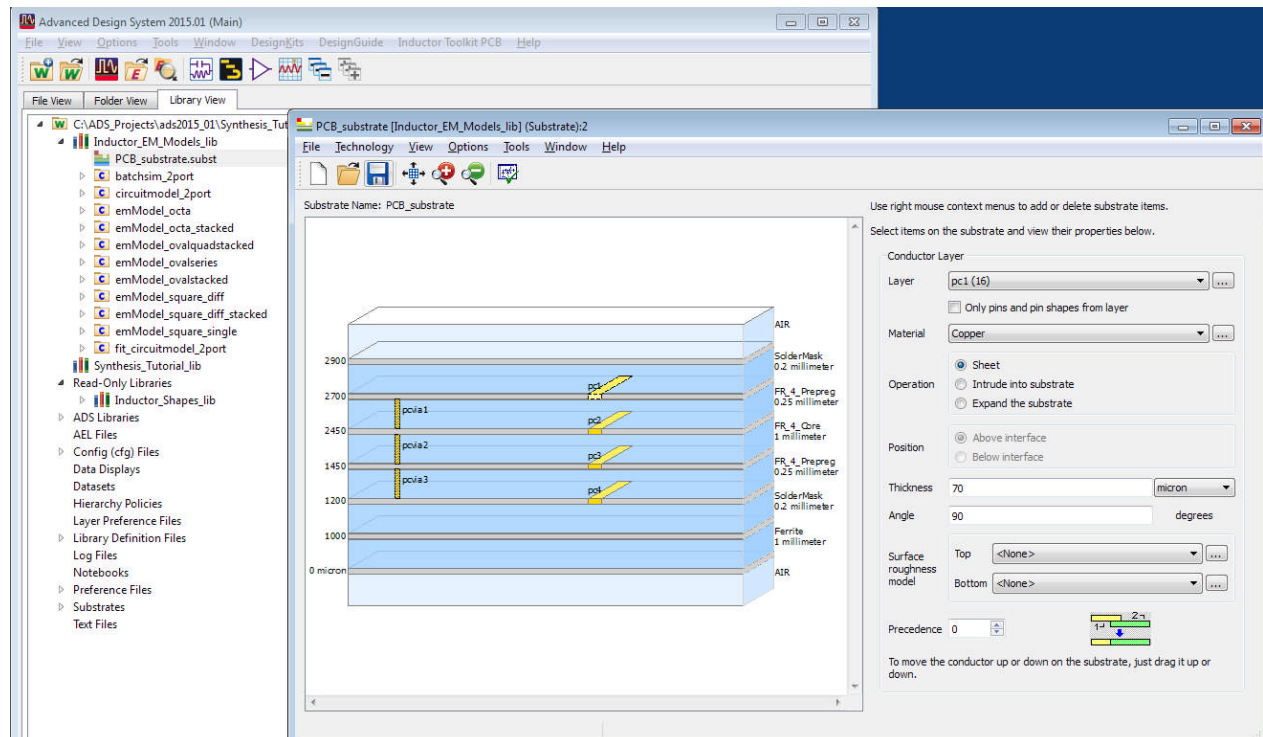 Advanced Design System 2015.01 (Main)
File View Options Tools Window DesignKits DesignGuide Inductor Toolkit PCB Help
File View Folder View Library View
C:\ADS_Projects\ads2015_01\Synthesis_Tut
Inductor_EM_Models_lib
PCB_substrate.subst
batchsim_2port
circuitmodel_2port
emModel_octa
emModel_octa_stacked
emModel_ovalquadstacked
emModel_ovalseries
emModel_ovalstacked
emModel_square_diff
emModel_square_diff_stacked
emModel_square_single
fit_circuitmodel_2port
Synthesis_Tutorial_lib
Read-Only Libraries
Inductor_Shapes_lib
ADS Libraries
AEL Files
Config (cfg) Files
Data Displays
Datasets
Hierarchy Policies
Layer Preference Files
Library Definition Files
Log Files
Notebooks
Preference Files
Substrates
Text Files
PCB_substrate [Inductor_EM_Models_lib] (Substrate):2
File Technology View Options Tools Window Help
Substrate Name: PCB_substrate
AIR
2900
SolderMask
0.2 millimeter
pc1
2700
FR_4_Prepreg
0.25 millimeter
pcvia1
pc2
2450
FR_4_Core
1 millimeter
pcvia2
pc3
1450
FR_4_Prepreg
0.25 millimeter
pcvia3
pc4
1200
SolderMask
0.2 millimeter
1000
Ferrite
1 millimeter
0 micron
AIR
Use right mouse context menus to add or delete substrate items.
Select items on the substrate and view their properties below.
Conductor Layer
Layer pc1 (16) ...
Only pins and pin shapes from layer
Material Copper ...
Operation
Sheet
Intrude into substrate
Expand the substrate
Position
Above interface
Below interface
Thickness 70 micron
Angle 90 degrees
Surface roughness model
Top <None> ...
Bottom <None> ...
Precedence 0
1 2
To move the conductor up or down on the substrate, just drag it up or
down.